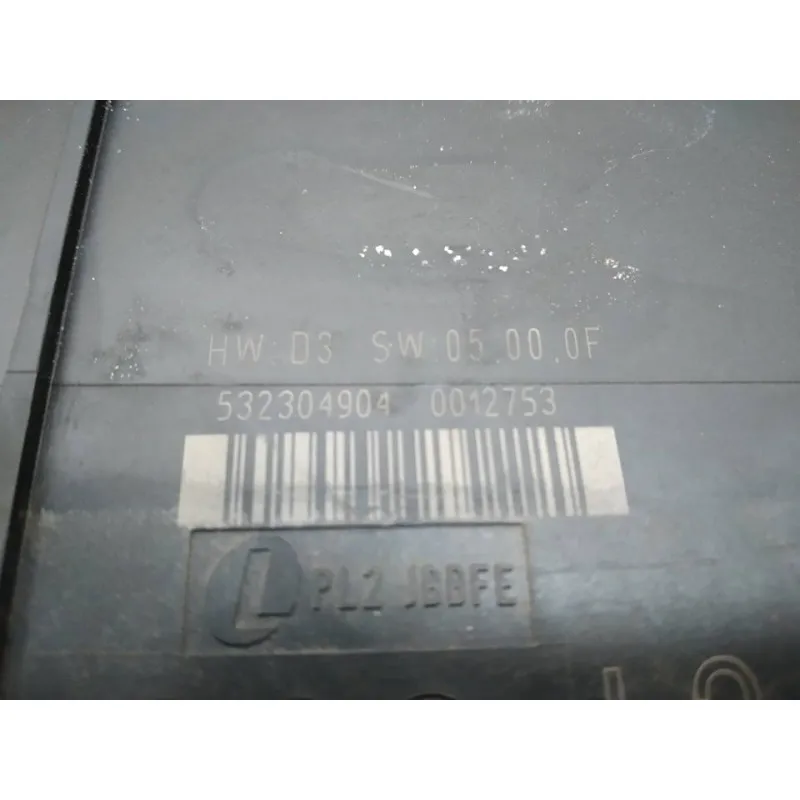 HW:D3 SW:05.00.0F
532304904 0012753
L PL2 JBBFE